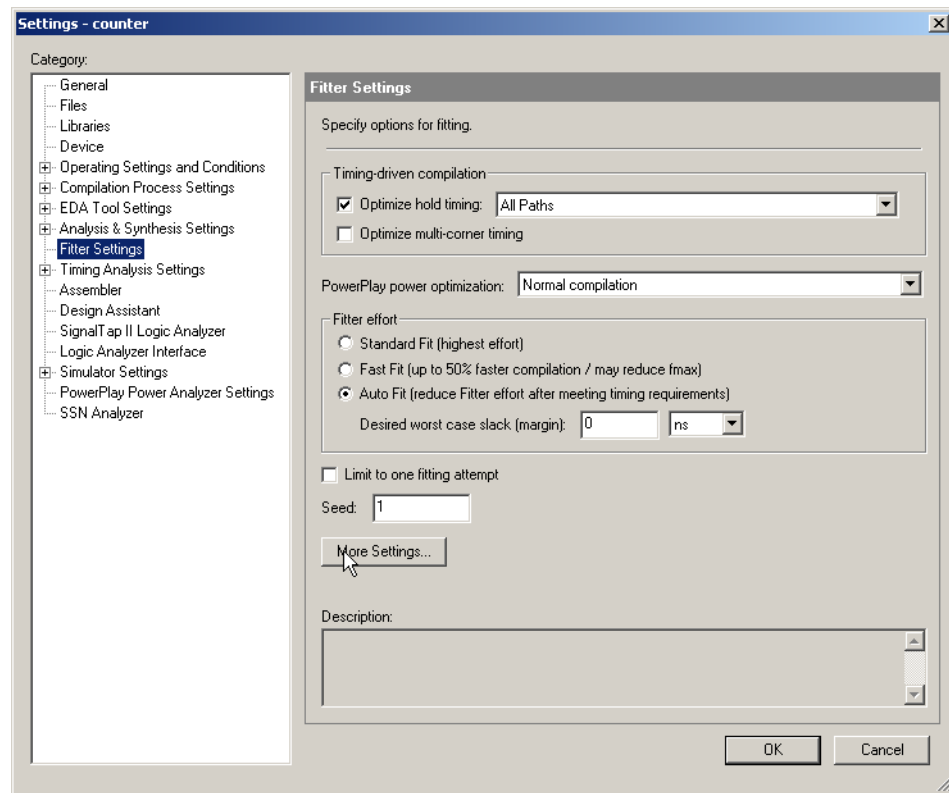 Settings - counter
Category:
General
Files
Libraries
Device
Operating Settings and Conditions
Compilation Process Settings
EDA Tool Settings
Analysis & Synthesis Settings
Fitter Settings
Timing Analysis Settings
Assembler
Design Assistant
SignalTap II Logic Analyzer
Logic Analyzer Interface
Simulator Settings
PowerPlay Power Analyzer Settings
SSN Analyzer
Fitter Settings
Specify options for fitting.
Timing-driven compilation
Optimize hold timing: All Paths
Optimize multi-corner timing
PowerPlay power optimization: Normal compilation
Fitter effort
Standard Fit (highest effort)
Fast Fit (up to 50% faster compilation / may reduce fmax)
Auto Fit (reduce Fitter effort after meeting timing requirements)
Desired worst case slack (margin): 0 ns
Limit to one fitting attempt
Seed: 1
More Settings...
Description:
OK Cancel